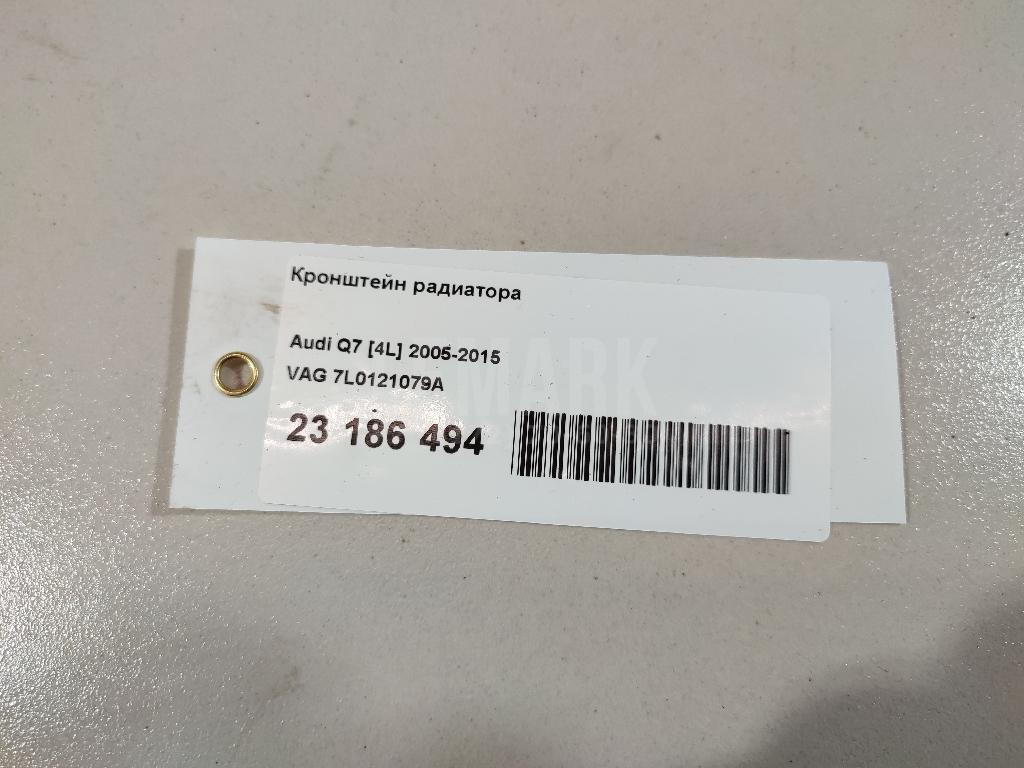 Кронштейн радиатора
Audi Q7 [4L] 2005-2015
VAG 7L0121079A
MARK
23 186 494